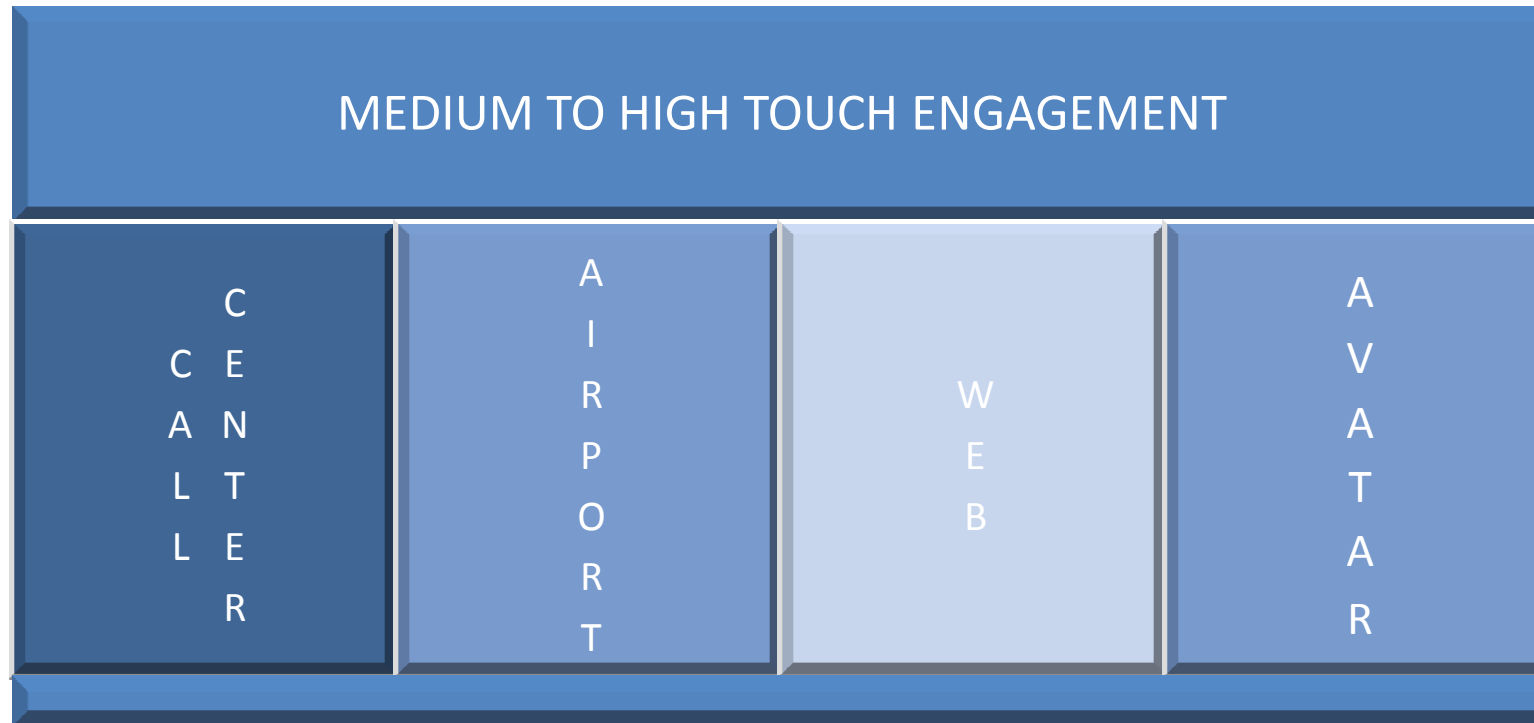 MEDIUM TO HIGH TOUCH ENGAGEMENT
CALL
CENTER
AIRPORT
WEB
AVATAR